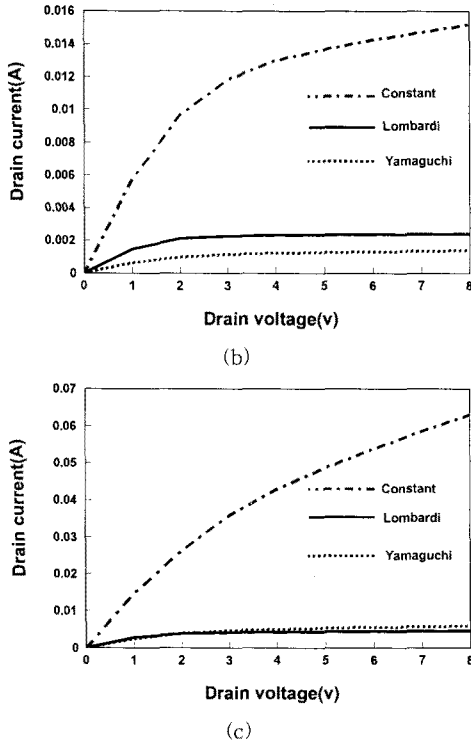 0.016
0.014
0.012
0.01
0.008
0.006
0.004
0.002
0
Drain current(A)
Constant
Lombardi
Yamaguchi
0 1 2 3 4 5 6 7 8
Drain voltage(v)
(b)
0.07
0.06
0.05
0.04
0.03
0.02
0.01
0
Drain current(A)
Constant
Lombardi
Yamaguchi
0 1 2 3 4 5 6 7 8
Drain voltage(v)
(c)